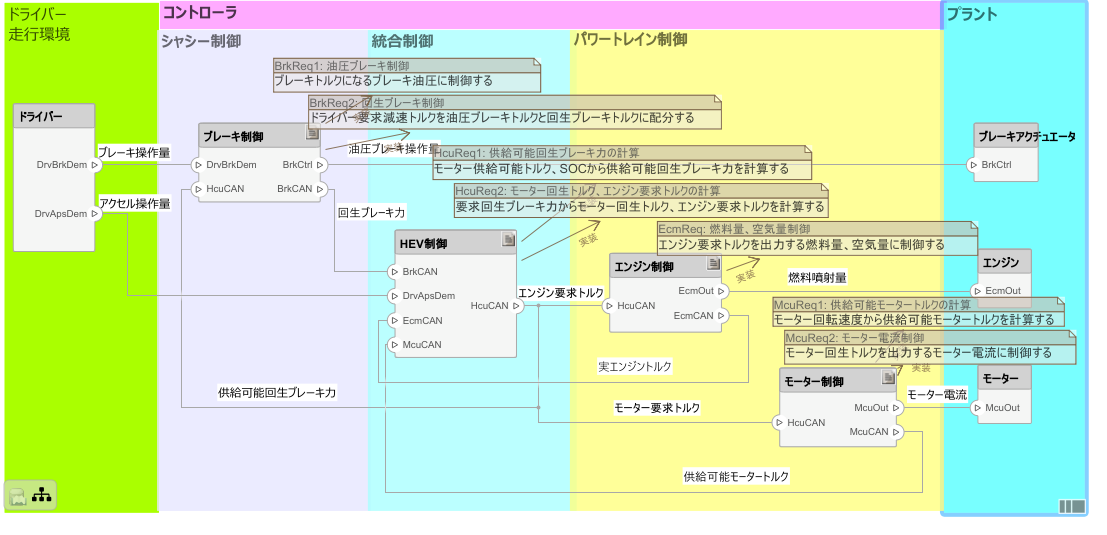 ドライバー
走行環境
コントローラ
プラント
シャシー制御
統合制御
パワートレイン制御
BrkReq1: 油圧ブレーキ制御
ブレーキトルクになるブレーキ油圧に制御する
BrkReq2: 回生ブレーキ制御
ドライバー要求減速トルクを油圧ブレーキトルクと回生ブレーキトルクに配分する
ドライバー
DrvBrkDem
DrvApsDem
ブレーキ操作量
アクセル操作量
ブレーキ制御
DrvBrkDem
BrkCtrl
HcuCAN
BrkCAN
油圧ブレーキ操作量
回生ブレーキ力
ブレーキアクチュエータ
BrkCtrl
HcuReq1: 供給可能回生ブレーキ力の計算
モーター供給可能トルク、SOCから供給可能回生ブレーキ力を計算する
HcuReq2: モーター回生トルク、エンジン要求トルクの計算
要求回生ブレーキ力からモーター回生トルク、エンジン要求トルクを計算する
実装
EcmReq: 燃料量、空気量制御
エンジン要求トルクを出力する燃料量、空気量に制御する
実装
HEV制御
BrkCAN
DrvApsDem
HcuCAN
EcmCAN
McuCAN
エンジン要求トルク
エンジン制御
EcmOut
HcuCAN
EcmCAN
燃料噴射量
エンジン
EcmOut
McuReq1: 供給可能モータートルクの計算
モーター回転速度から供給可能モータートルクを計算する
McuReq2: モーター電流制御
モーター回生トルクを出力するモーター電流に制御する
実装
実エンジントルク
供給可能回生ブレーキ力
モーター要求トルク
モーター制御
McuOut
HcuCAN
McuCAN
モーター電流
モーター
McuOut
供給可能モータートルク